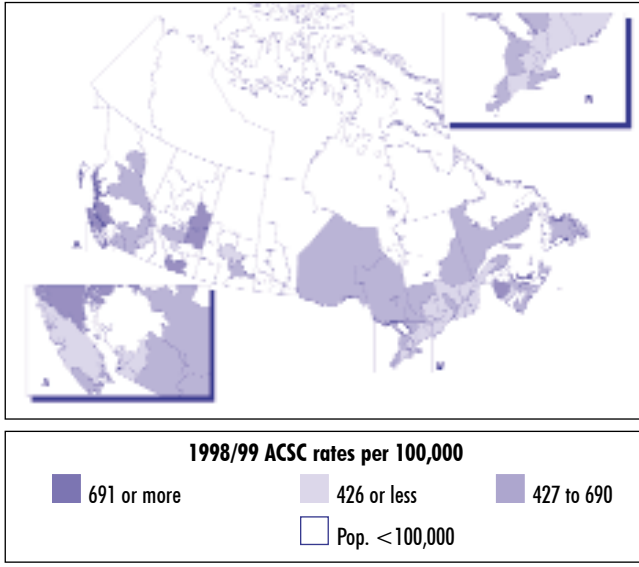 1998/99 ACSC rates per 100,000
691 or more
426 or less
427 to 690
Pop. <100,000